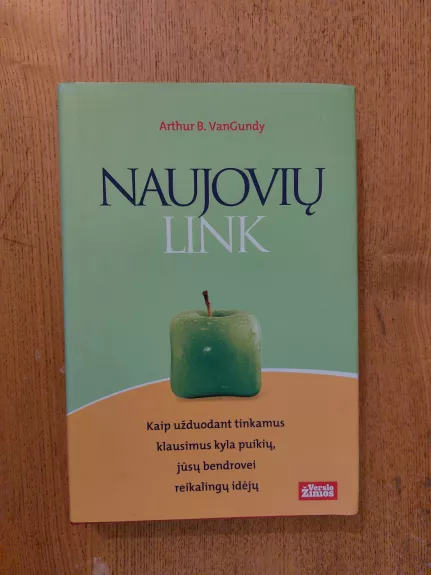 Arthur B. VanGundy
NAUJOVIŲ
LINK
Kaip užduodant tinkamus
klausimus kyla puikių,
jūsų bendrovei
reikalingų idėjų
Verslo
Žinios